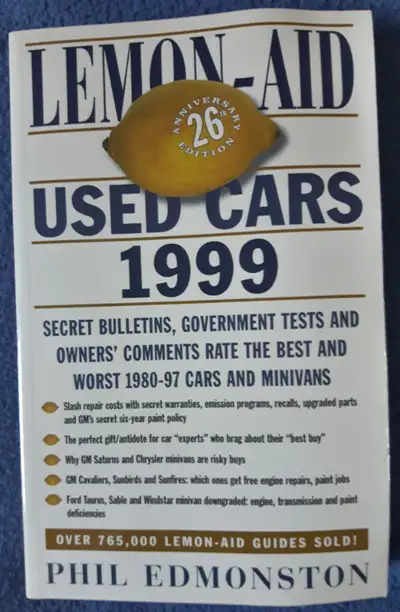 LEMON-AID
ANNIVERSARY
26th
EDITION
USED CARS
1999
SECRET BULLETINS, GOVERNMENT TESTS AND
OWNERS' COMMENTS RATE THE BEST AND
WORST 1980-97 CARS AND MINIVANS
Slash repair costs with secret warranties, emission programs, recalls, upgraded parts
and GM's secret six-year paint policy
The perfect gift/antidote for car "experts" who brag about their "best buy"
Why GM Saturns and Chrysler minivans are risky buys
GM Cavaliers, Sunbirds and Sunfires: which ones get free engine repairs, paint jobs
Ford Taurus, Sable and Windstar minivan downgraded: engine, transmission and paint
deficiencies
OVER 765,000 LEMON-AID GUIDES SOLD!
PHIL EDMONSTON